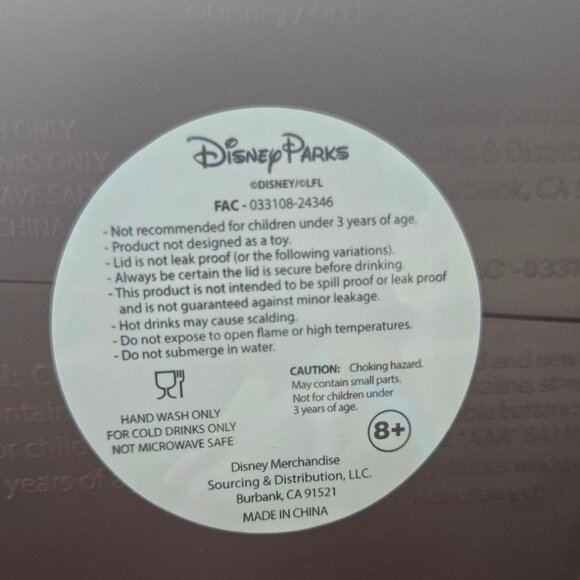 ©Disney /©LFL
Disney Parks
©DISNEY/©LFL
FAC - 033108-24346
- Not recommended for children under 3 years of age.
- Product not designed as a toy.
- Lid is not leak proof (or the following variations).
- Always be certain the lid is secure before drinking.
- This product is not intended to be spill proof or leak proof
and is not guaranteed against minor leakage.
- Hot drinks may cause scalding.
- Do not expose to open flame or high temperatures.
- Do not submerge in water.
HAND WASH ONLY
FOR COLD DRINKS ONLY
NOT MICROWAVE SAFE
CAUTION: Choking hazard.
May contain small parts.
Not for children under
3 years of age.
8+
Disney Merchandise
Sourcing & Distribution, LLC.
Burbank, CA 91521
MADE IN CHINA